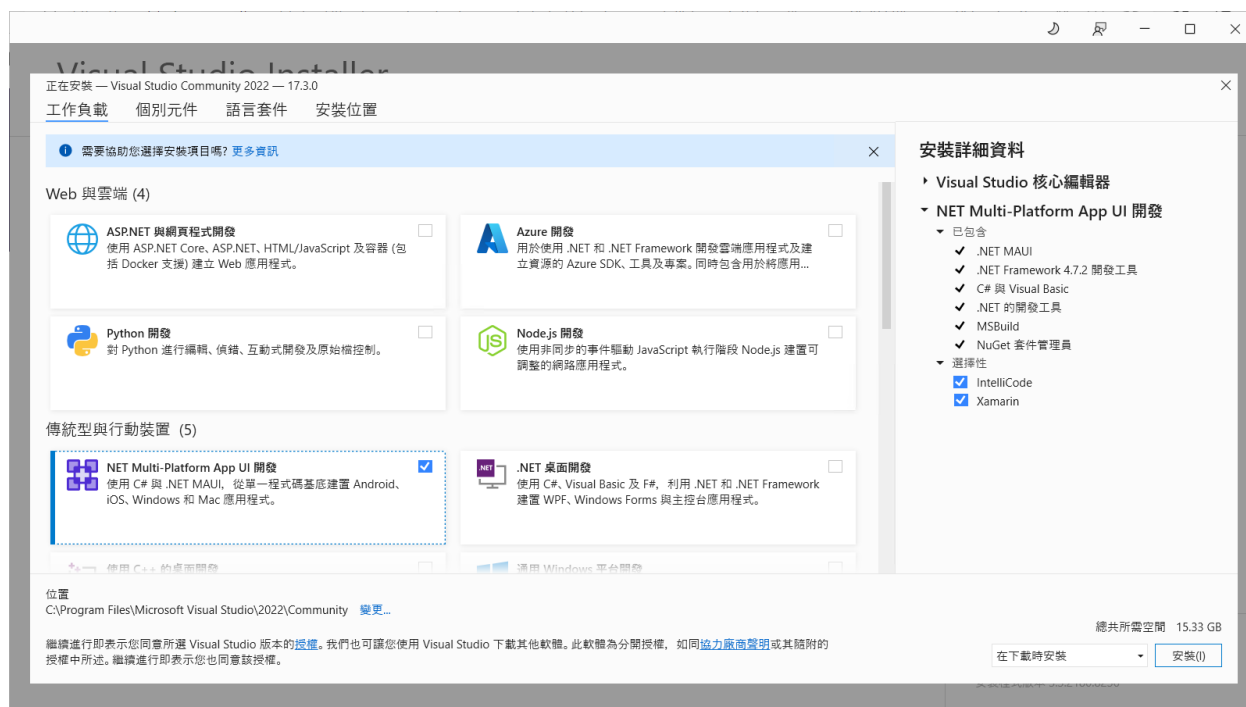 Visual Studio Installer
正在安裝 — Visual Studio Community 2022 — 17.3.0
工作負載 個別元件 語言套件 安裝位置
需要協助您選擇安裝項目嗎? 更多資訊
Web 與雲端 (4)
ASP.NET 與網頁程式開發
使用 ASP.NET Core、ASP.NET、HTML/JavaScript 及容器 (包
括 Docker 支援) 建立 Web 應用程式。
Azure 開發
用於使用 .NET 和 .NET Framework 開發雲端應用程式及建
立資源的 Azure SDK、工具及專案。同時包含用於將應用...
Python 開發
對 Python 進行編輯、偵錯、互動式開發及原始檔控制。
Node.js 開發
使用非同步的事件驅動 JavaScript 執行階段 Node.js 建置可
調整的網路應用程式。
傳統型與行動裝置 (5)
NET Multi-Platform App UI 開發
使用 C# 與 .NET MAUI，從單一程式碼基底建置 Android、
iOS、Windows 和 Mac 應用程式。
.NET
.NET 桌面開發
使用 C#、Visual Basic 及 F#，利用 .NET 和 .NET Framework
建置 WPF、Windows Forms 與主控台應用程式。
使用 C++ 的桌面開發
通用 Windows 平台開發
安裝詳細資料
Visual Studio 核心編輯器
NET Multi-Platform App UI 開發
已包含
.NET MAUI
.NET Framework 4.7.2 開發工具
C# 與 Visual Basic
.NET 的開發工具
MSBuild
NuGet 套件管理員
選擇性
IntelliCode
Xamarin
位置
C:\Program Files\Microsoft Visual Studio\2022\Community 變更...
繼續進行即表示您同意所選 Visual Studio 版本的授權。我們也可讓您使用 Visual Studio 下載其他軟體。此軟體為分開授權，如同協力廠商聲明或其隨附的
授權中所述。繼續進行即表示您也同意該授權。
總共所需空間 15.33 GB
在下載時安裝 安裝(I)